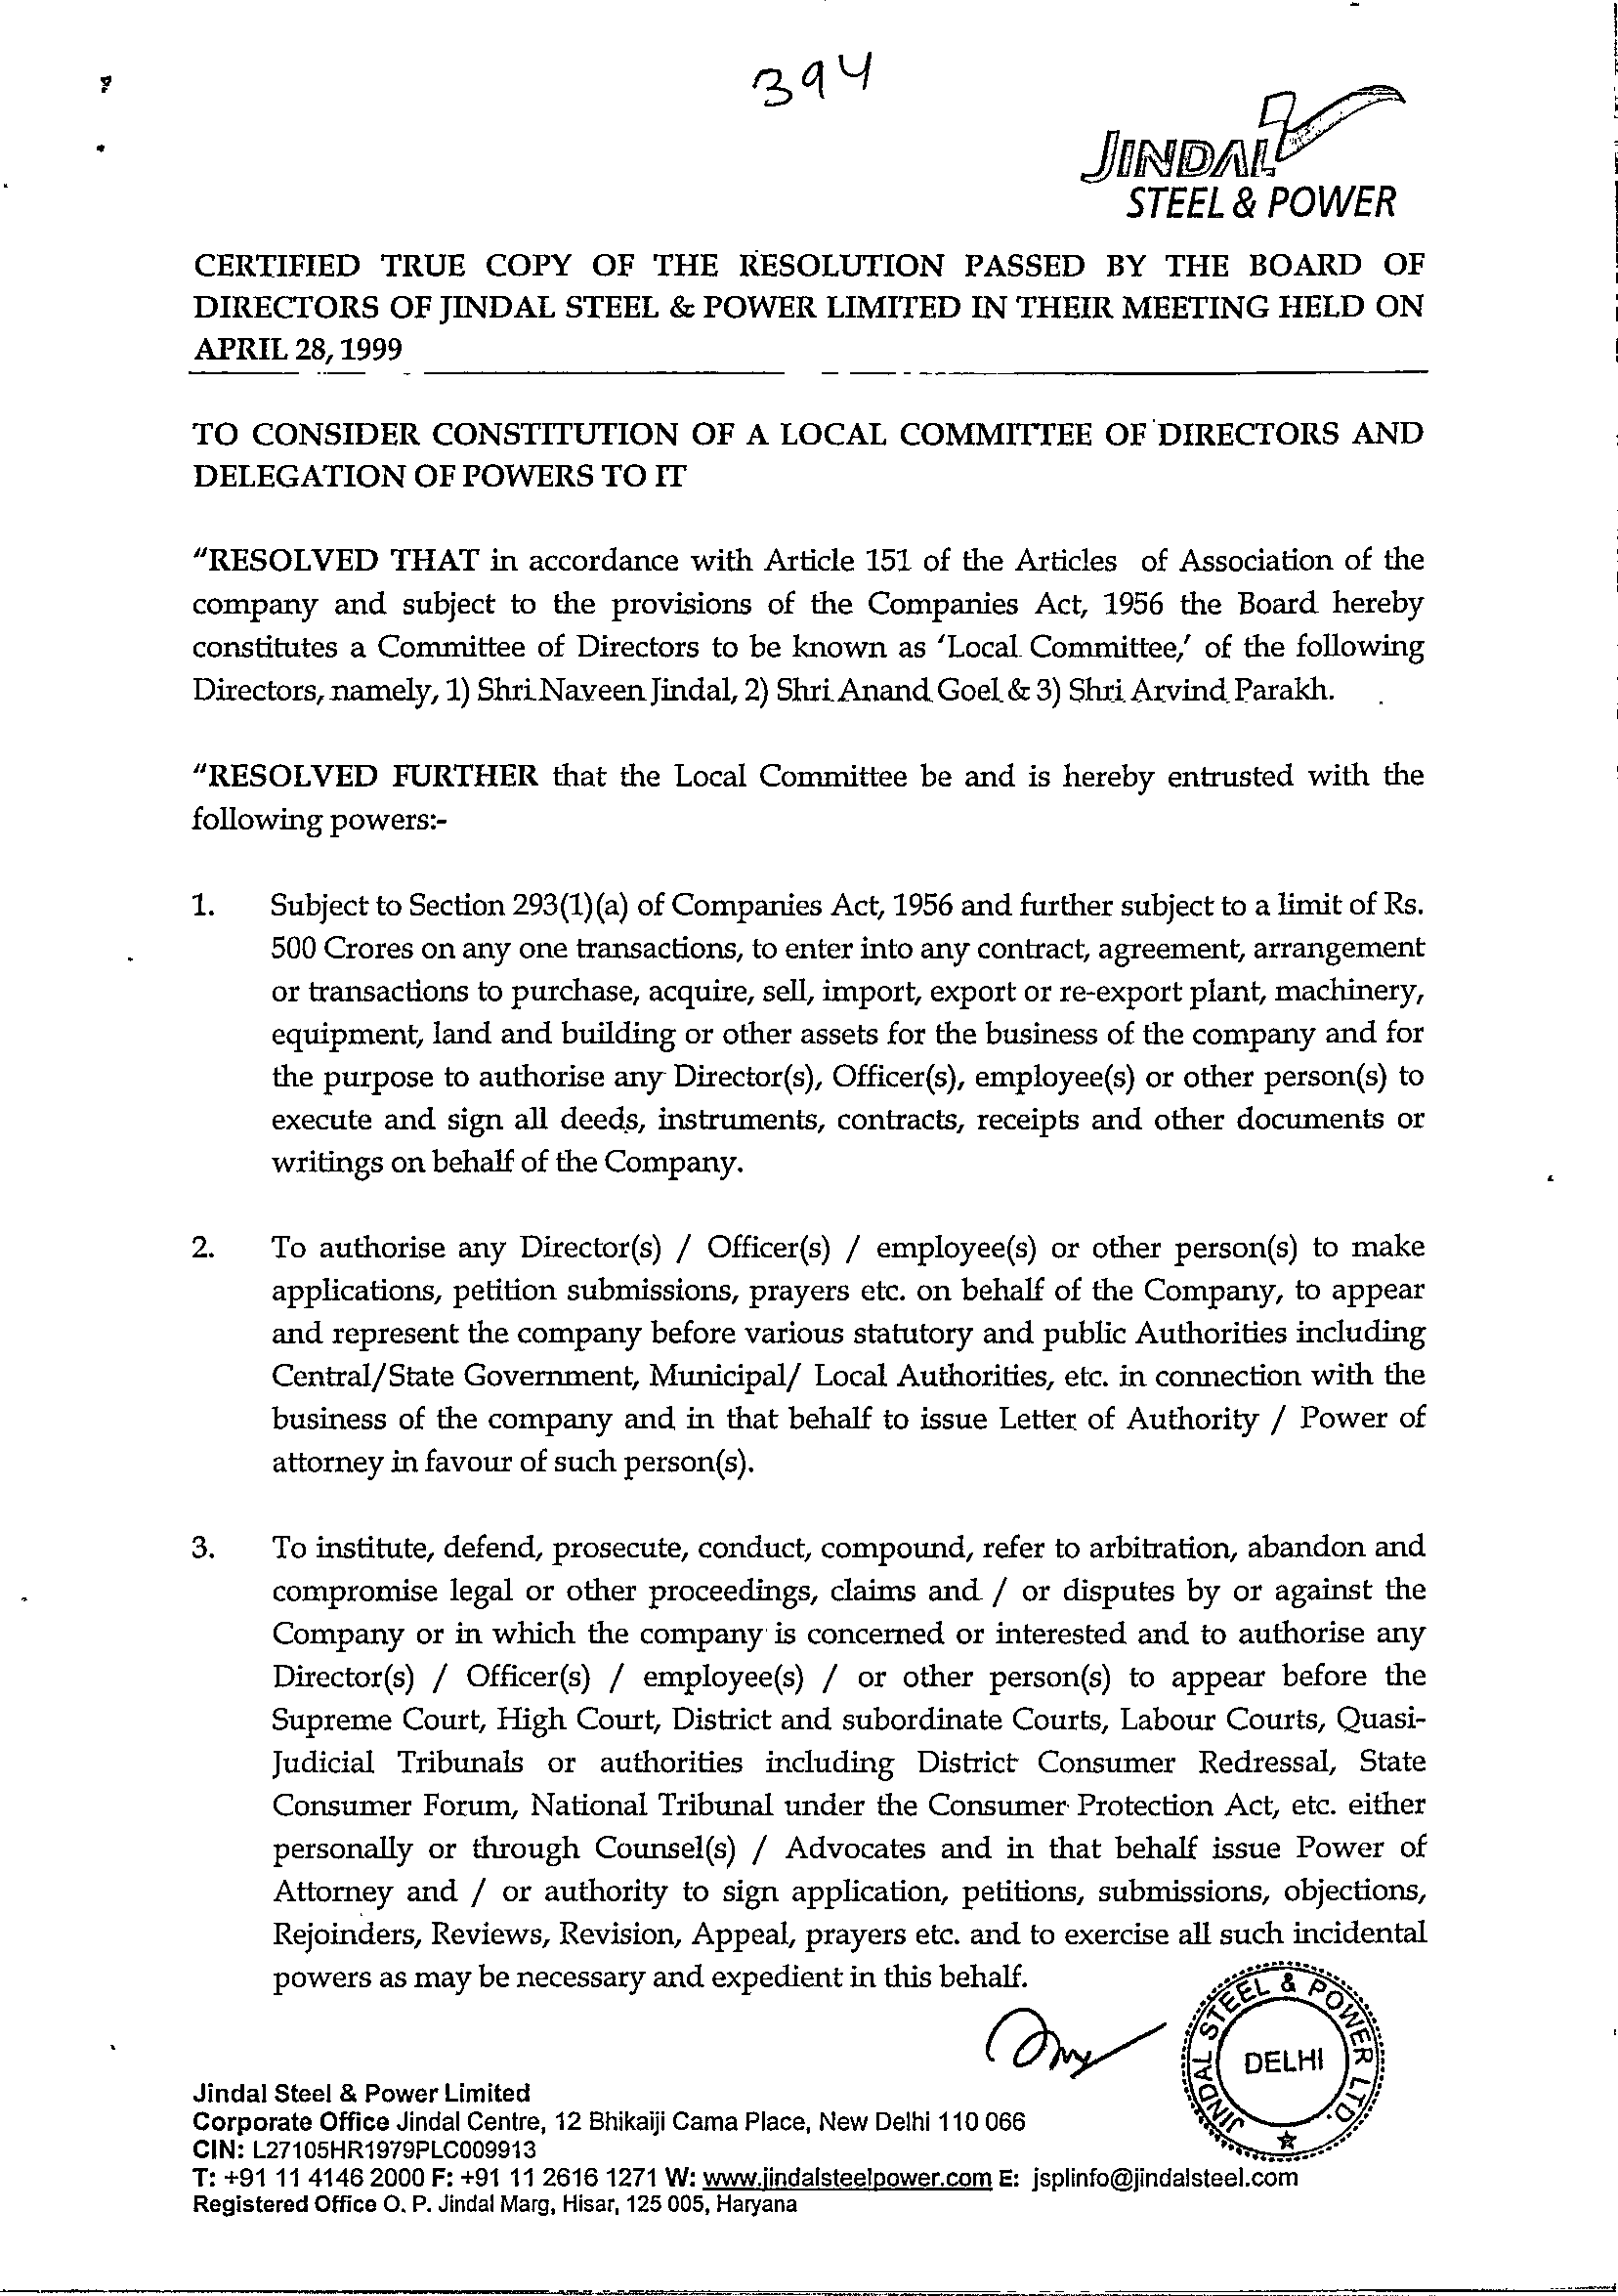 394
JINDAL
STEEL & POWER
CERTIFIED TRUE COPY OF THE RESOLUTION PASSED BY THE BOARD OF
DIRECTORS OF JINDAL STEEL & POWER LIMITED IN THEIR MEETING HELD ON
APRIL 28, 1999
TO CONSIDER CONSTITUTION OF A LOCAL COMMITTEE OF DIRECTORS AND
DELEGATION OF POWERS TO IT
"RESOLVED THAT in accordance with Article 151 of the Articles of Association of the
company and subject to the provisions of the Companies Act, 1956 the Board hereby
constitutes a Committee of Directors to be known as 'Local Committee,' of the following
Directors, namely, 1) Shri Naveen Jindal, 2) Shri Anand Goel & 3) Shri Arvind Parakh.
"RESOLVED FURTHER that the Local Committee be and is hereby entrusted with the
following powers:-
1. Subject to Section 293(1)(a) of Companies Act, 1956 and further subject to a limit of Rs.
500 Crores on any one transactions, to enter into any contract, agreement, arrangement
or transactions to purchase, acquire, sell, import, export or re-export plant, machinery,
equipment, land and building or other assets for the business of the company and for
the purpose to authorise any Director(s), Officer(s), employee(s) or other person(s) to
execute and sign all deeds, instruments, contracts, receipts and other documents or
writings on behalf of the Company.
2. To authorise any Director(s) / Officer(s) / employee(s) or other person(s) to make
applications, petition submissions, prayers etc. on behalf of the Company, to appear
and represent the company before various statutory and public Authorities including
Central/State Government, Municipal/ Local Authorities, etc. in connection with the
business of the company and in that behalf to issue Letter of Authority / Power of
attorney in favour of such person(s).
3. To institute, defend, prosecute, conduct, compound, refer to arbitration, abandon and
compromise legal or other proceedings, claims and / or disputes by or against the
Company or in which the company is concerned or interested and to authorise any
Director(s) / Officer(s) / employee(s) / or other person(s) to appear before the
Supreme Court, High Court, District and subordinate Courts, Labour Courts, Quasi-
Judicial Tribunals or authorities including District Consumer Redressal, State
Consumer Forum, National Tribunal under the Consumer Protection Act, etc. either
personally or through Counsel(s) / Advocates and in that behalf issue Power of
Attorney and / or authority to sign application, petitions, submissions, objections,
Rejoinders, Reviews, Revision, Appeal, prayers etc. and to exercise all such incidental
powers as may be necessary and expedient in this behalf.
JINDAL STEEL & POWER LTD.
DELHI
Jindal Steel & Power Limited
Corporate Office Jindal Centre, 12 Bhikaiji Cama Place, New Delhi 110 066
CIN: L27105HR1979PLC009913
T: +91 11 4146 2000 F: +91 11 2616 1271 W: www.jindalsteelpower.com E: jsplinfo@jindalsteel.com
Registered Office O. P. Jindal Marg, Hisar, 125 005, Haryana